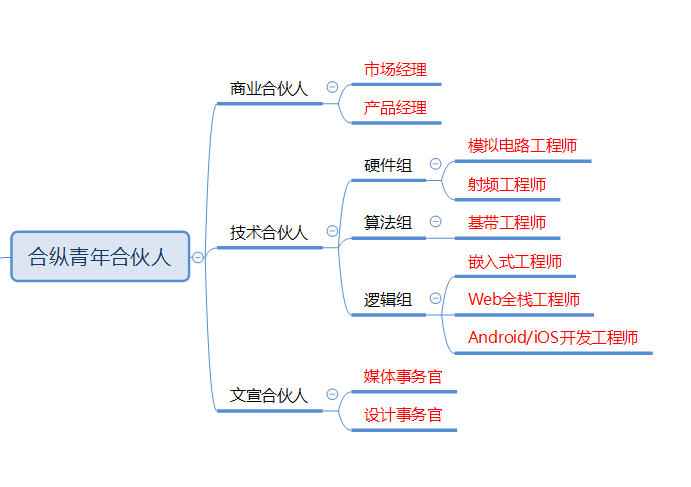 合纵青年合伙人
商业合伙人
市场经理
产品经理
技术合伙人
硬件组
模拟电路工程师
射频工程师
算法组
基带工程师
逻辑组
嵌入式工程师
Web全栈工程师
Android/iOS开发工程师
文宣合伙人
媒体事务官
设计事务官